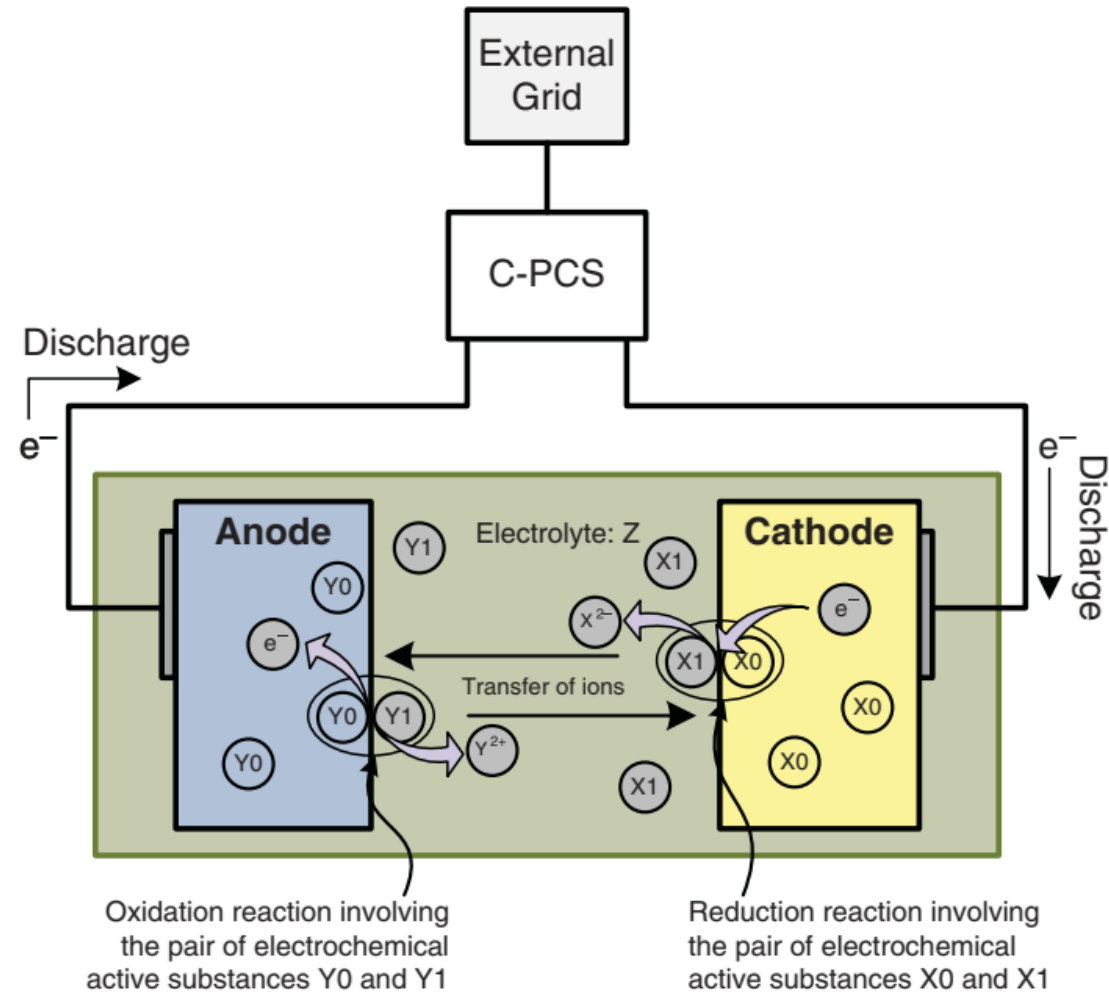 External
Grid
C-PCS
Discharge
e–
e–
Discharge
Anode
Electrolyte: Z
Cathode
Y1
X1
Y0
X2–
e–
e–
X1
X0
Transfer of ions
Y0
Y1
X0
Y2+
Y0
X0
X1
Oxidation reaction involving
the pair of electrochemical
active substances Y0 and Y1
Reduction reaction involving
the pair of electrochemical
active substances X0 and X1